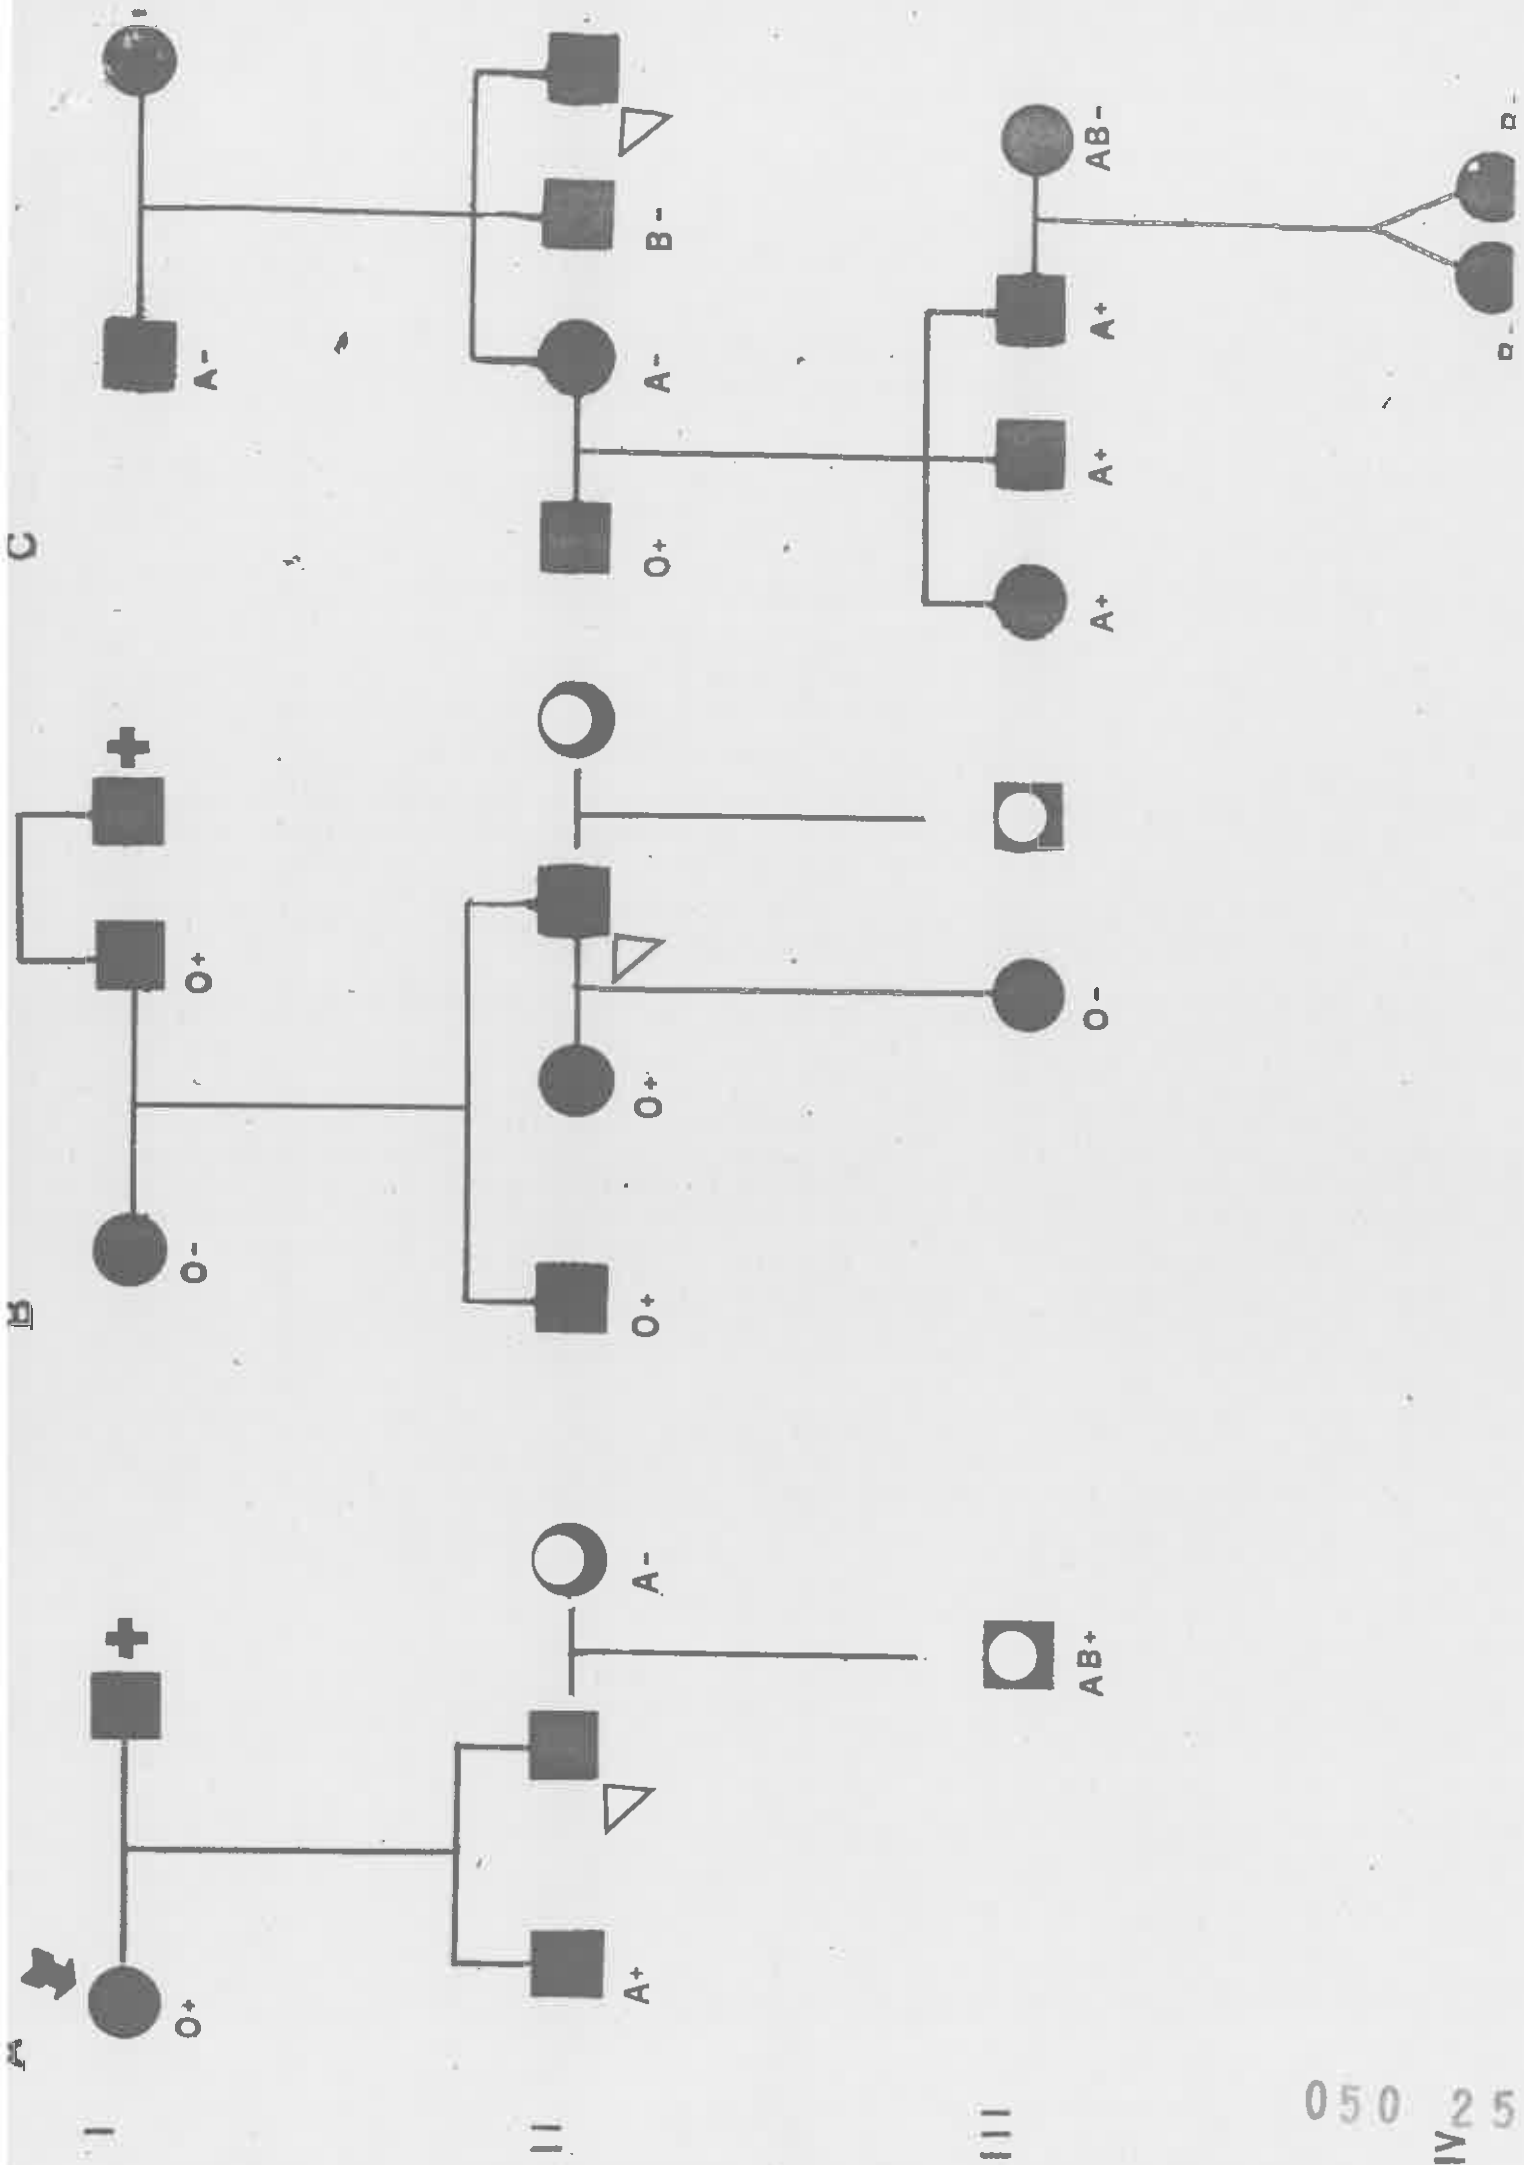 A B C
I
O+ + O- O+ + A- -
II
A+ A- O+ O+ O+ A- B-
III
AB+ O- A+ A+ A+ AB-
IV
050 25